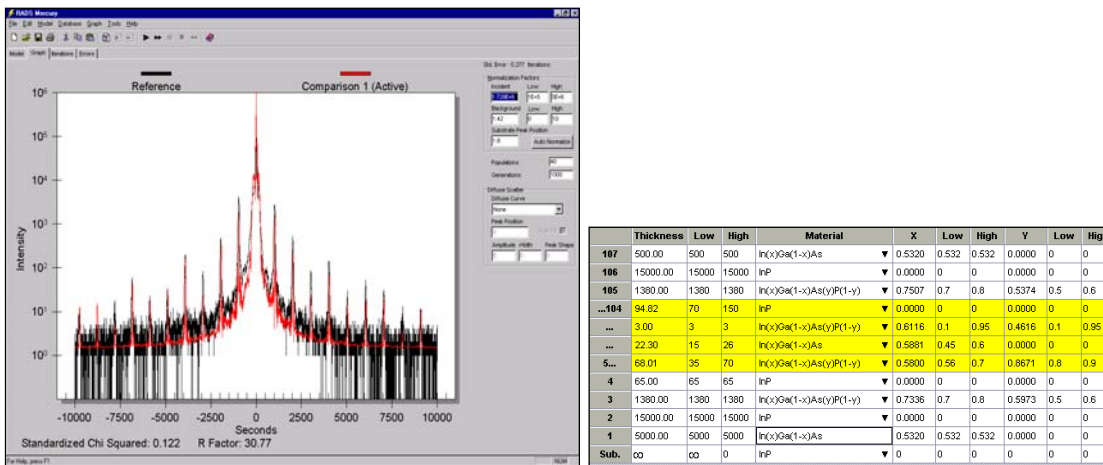 RADS Mercury
File Edit Model Database Graph Tools Help
Model Graph Iterations Errors
Std. Error : 0.277 Iterations
Reference Comparison 1 (Active)
Normalization Factors
Incident Low High
Background Low High
1.42 0 10
Substrate Peak Position
1.8 Auto Normalize
Populations: 40
Generations: 1000
Diffuse Scatter
Diffuse Curve
None
Peak Position
Amplitude Width Peak Shape
Intensity
10⁶
10⁵
10⁴
10³
10²
10¹
10⁰
-10000 -7500 -5000 -2500 0 2500 5000 7500 10000
Seconds
Standardized Chi Squared: 0.122 R Factor: 30.77
For Help, press F1 NUM
Thickness Low High Material X Low High Y Low Hig
107 500.00 500 500 In(x)Ga(1-x)As 0.5320 0.532 0.532 0.0000 0 0
106 15000.00 15000 15000 InP 0.0000 0 0 0.0000 0 0
105 1380.00 1380 1380 In(x)Ga(1-x)As(y)P(1-y) 0.7507 0.7 0.8 0.5374 0.5 0.6
...104 94.82 70 150 InP 0.0000 0 0 0.0000 0 0
... 3.00 3 3 In(x)Ga(1-x)As(y)P(1-y) 0.6116 0.1 0.95 0.4616 0.1 0.95
... 22.30 15 26 In(x)Ga(1-x)As 0.5881 0.45 0.6 0.0000 0 0
5... 68.01 35 70 In(x)Ga(1-x)As(y)P(1-y) 0.5800 0.56 0.7 0.8671 0.8 0.9
4 65.00 65 65 InP 0.0000 0 0 0.0000 0 0
3 1380.00 1380 1380 In(x)Ga(1-x)As(y)P(1-y) 0.7336 0.7 0.8 0.5973 0.5 0.6
2 15000.00 15000 15000 InP 0.0000 0 0 0.0000 0 0
1 5000.00 5000 5000 In(x)Ga(1-x)As 0.5320 0.532 0.532 0.0000 0 0
Sub. ∞ ∞ 0 InP 0 0 0 0 0 0